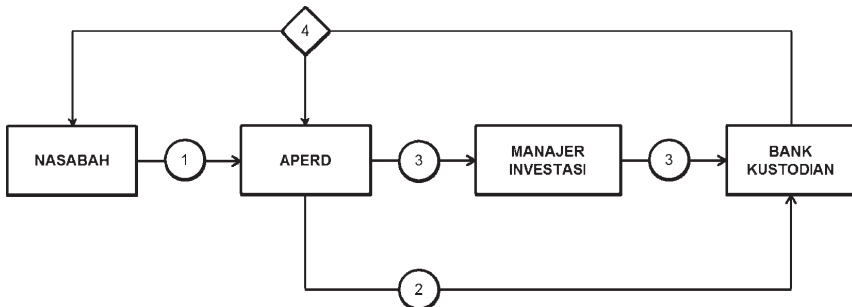 4
NASABAH
1
APERD
3
MANAJER
INVESTASI
3
BANK
KUSTODIAN
2